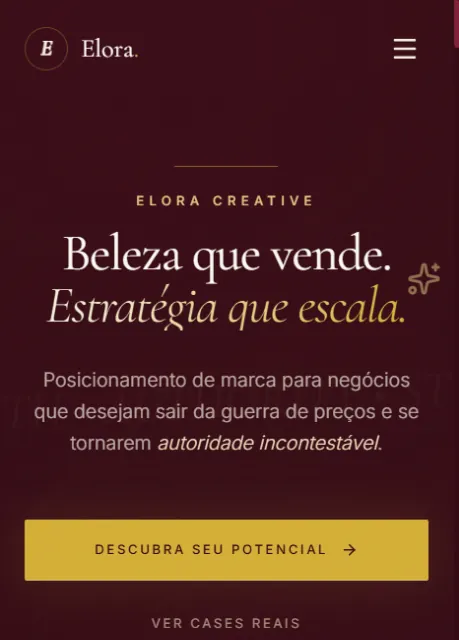 E Elora.
ELORA CREATIVE
Beleza que vende.
Estratégia que escala.
Posicionamento de marca para negócios
que desejam sair da guerra de preços e se
tornarem autoridade incontestável.
DESCUBRA SEU POTENCIAL →
VER CASES REAIS